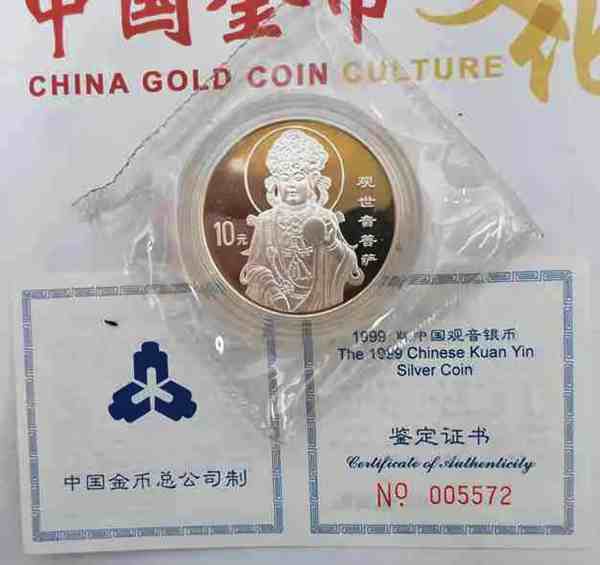 中国金币文化
CHINA GOLD COIN CULTURE
10元
观世音菩萨
中国金币总公司制
1999 中国观音银币
The 1999 Chinese Kuan Yin
Silver Coin
鉴定证书
Certificate of Authenticity
Nº 005572